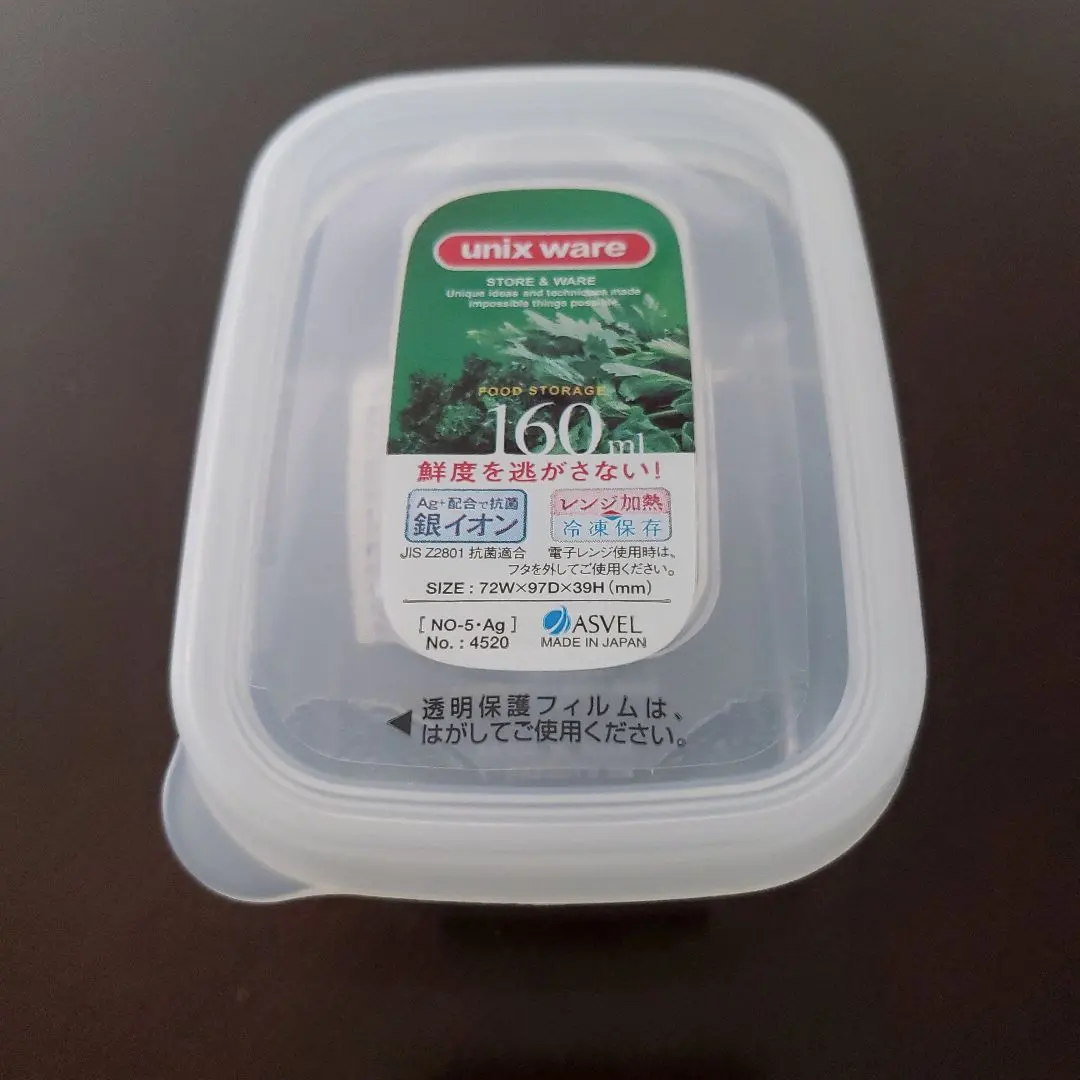 unix ware
STORE & WARE
Unique ideas and techniques made
impossible things possible.
FOOD STORAGE
160ml
鮮度を逃がさない!
Ag+配合で抗菌
銀イオン
レンジ加熱
冷凍保存
JIS Z2801 抗菌適合
電子レンジ使用時は、
フタを外してご使用ください。
SIZE : 72W×97D×39H (mm)
[ NO-5・Ag ]
No. : 4520
ASVEL
MADE IN JAPAN
◀透明保護フィルムは、
はがしてご使用ください。